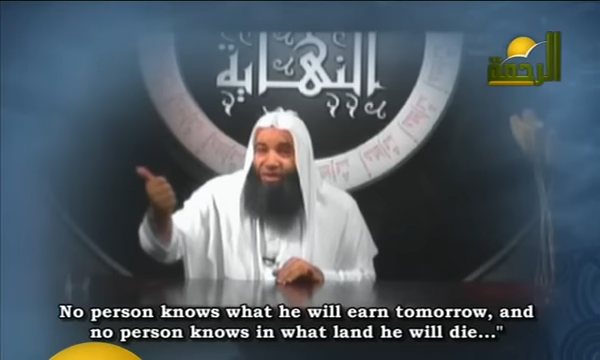 النهاية
الرحمة
No person knows what he will earn tomorrow, and
no person knows in what land he will die..."